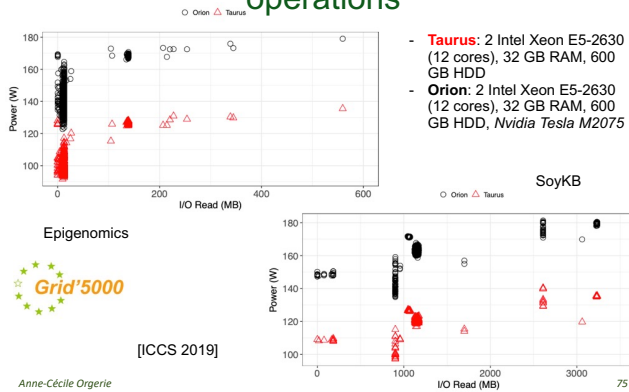 operations
○ Orion △ Taurus
180
160
140
120
100
Power (W)
0 200 400 600
I/O Read (MB)
Epigenomics
- Taurus: 2 Intel Xeon E5-2630
(12 cores), 32 GB RAM, 600
GB HDD
- Orion: 2 Intel Xeon E5-2630
(12 cores), 32 GB RAM, 600
GB HDD, Nvidia Tesla M2075
SoyKB
○ Orion △ Taurus
180
160
140
120
100
Power (W)
0 1000 2000 3000
I/O Read (MB)
Grid'5000
[ICCS 2019]
Anne-Cécile Orgerie
75